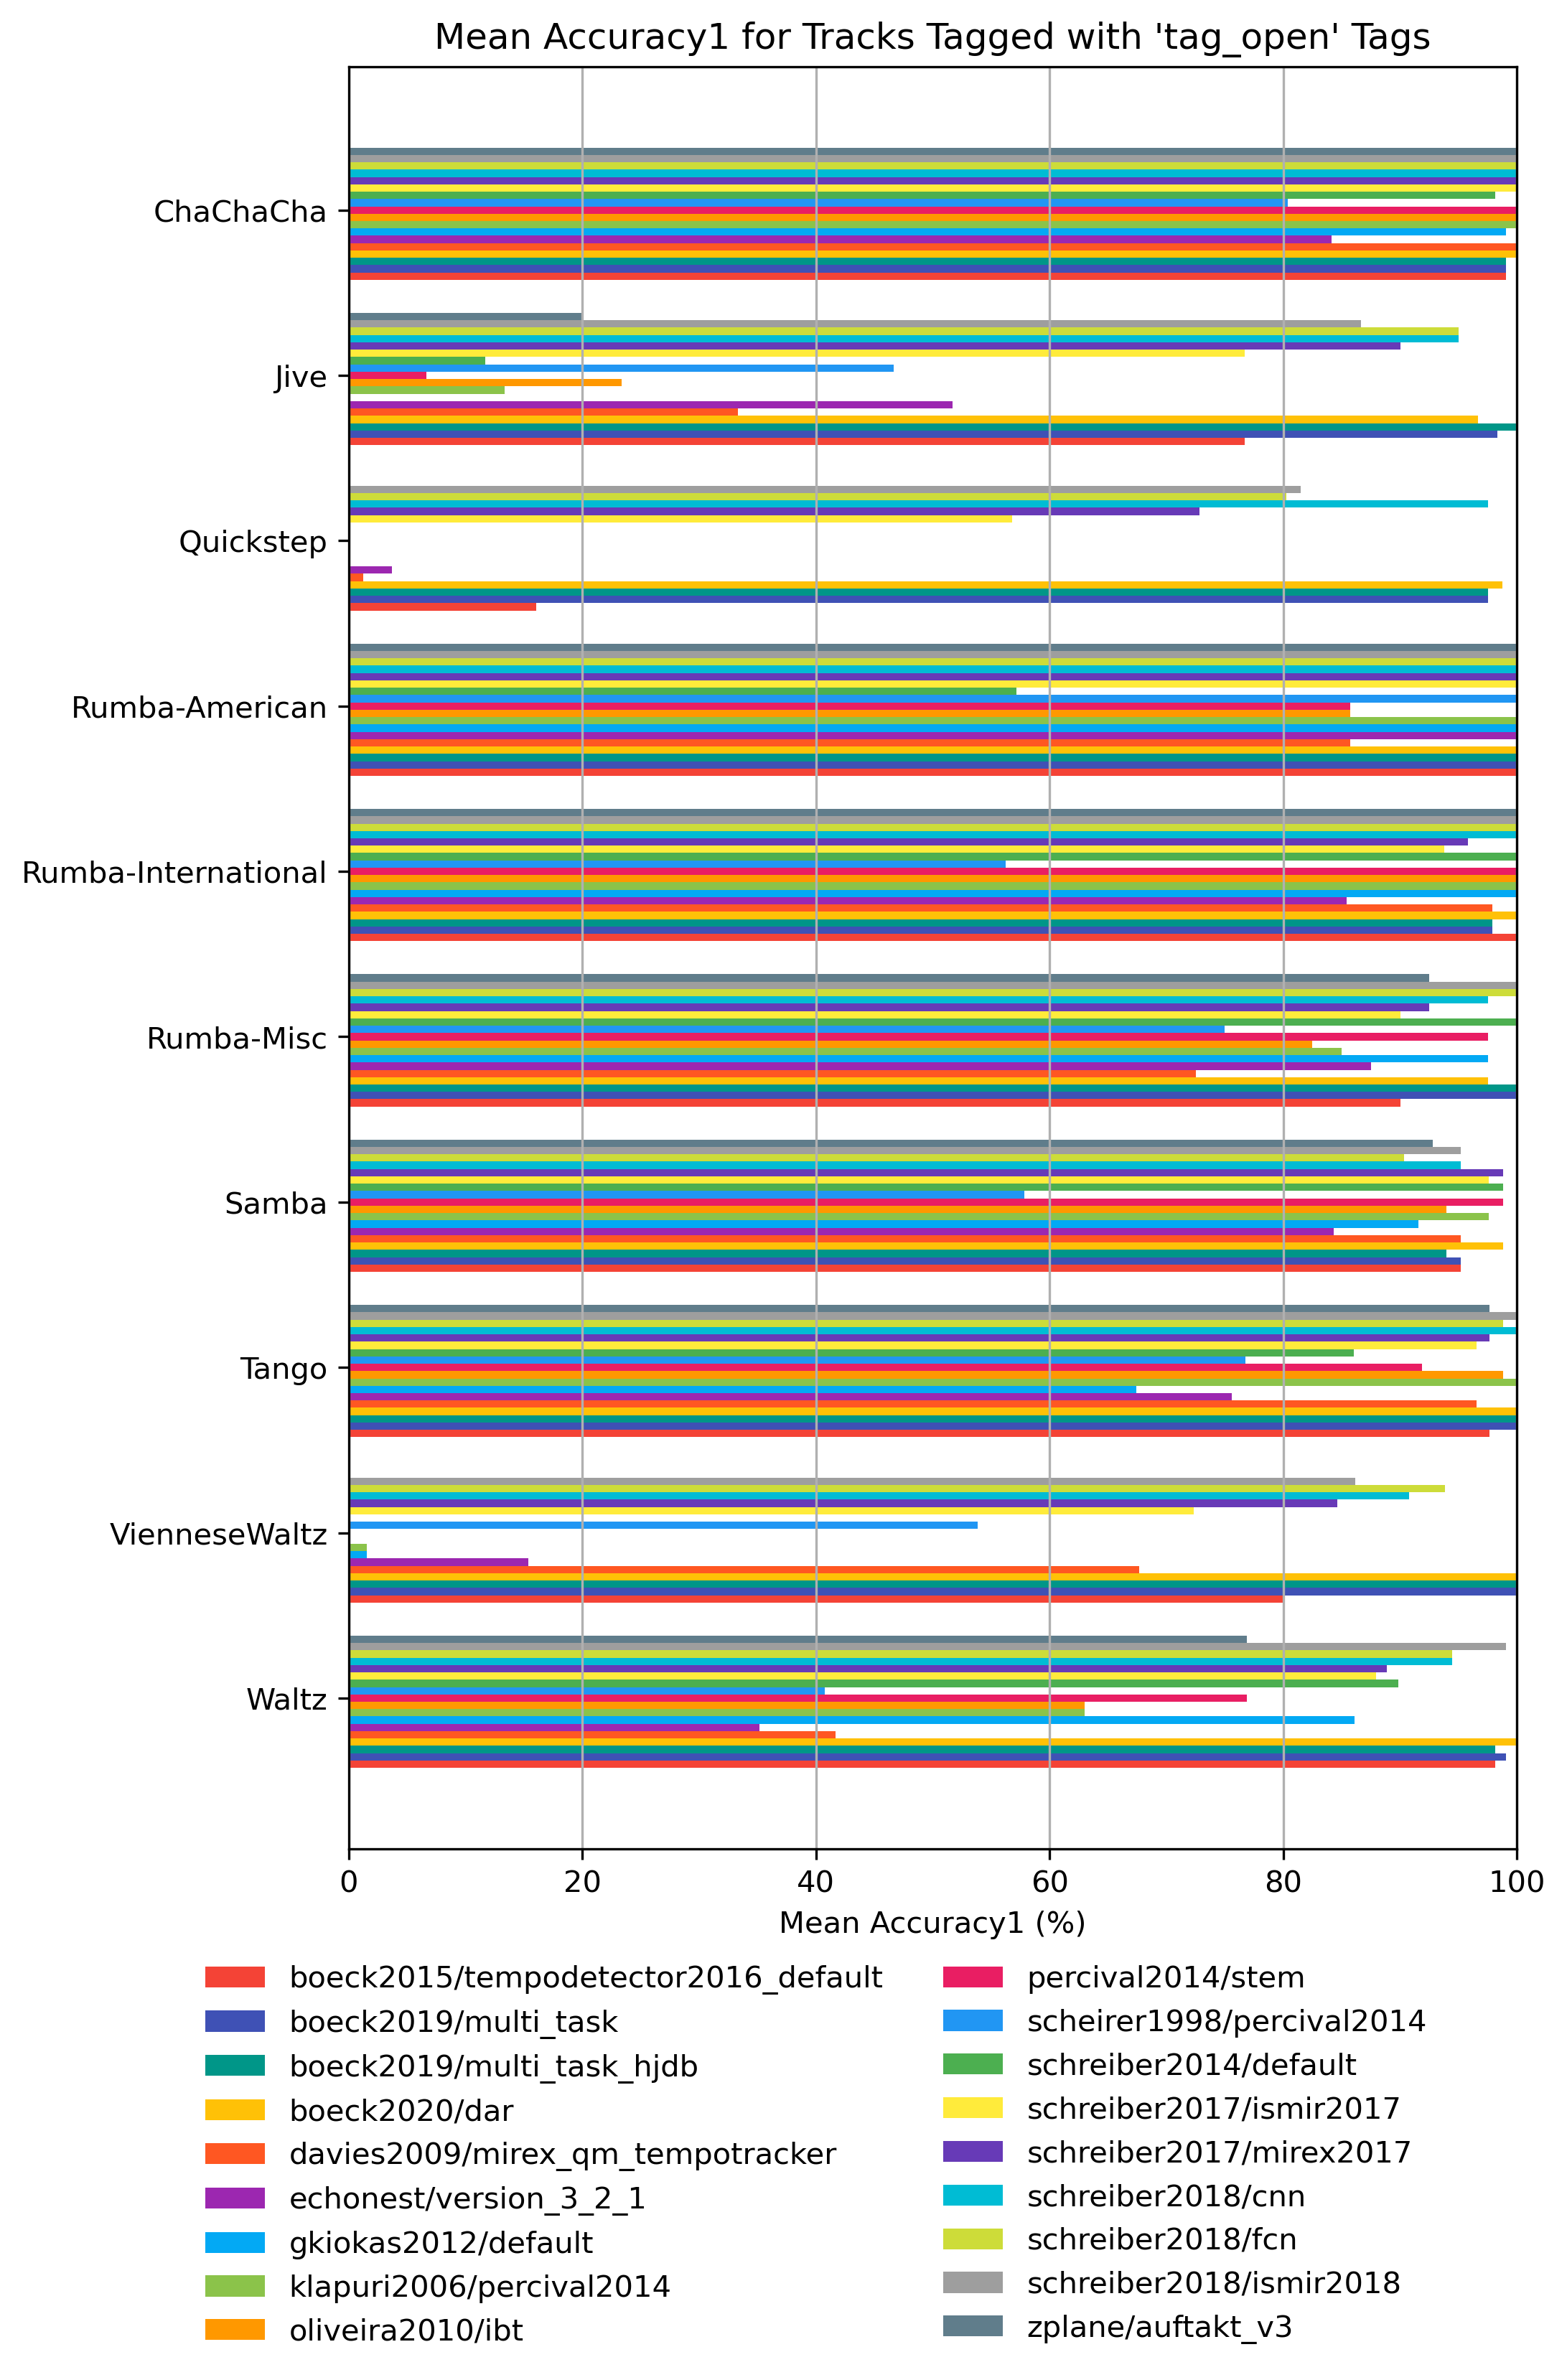 Mean Accuracy1 for Tracks Tagged with 'tag_open' Tags
ChaChaCha
Jive
Quickstep
Rumba-American
Rumba-International
Rumba-Misc
Samba
Tango
VienneseWaltz
Waltz
0 20 40 60 80 100
Mean Accuracy1 (%)
boeck2015/tempodetector2016_default
boeck2019/multi_task
boeck2019/multi_task_hjdb
boeck2020/dar
davies2009/mirex_qm_tempotracker
echonest/version_3_2_1
gkiokas2012/default
klapuri2006/percival2014
oliveira2010/ibt
percival2014/stem
scheirer1998/percival2014
schreiber2014/default
schreiber2017/ismir2017
schreiber2017/mirex2017
schreiber2018/cnn
schreiber2018/fcn
schreiber2018/ismir2018
zplane/auftakt_v3